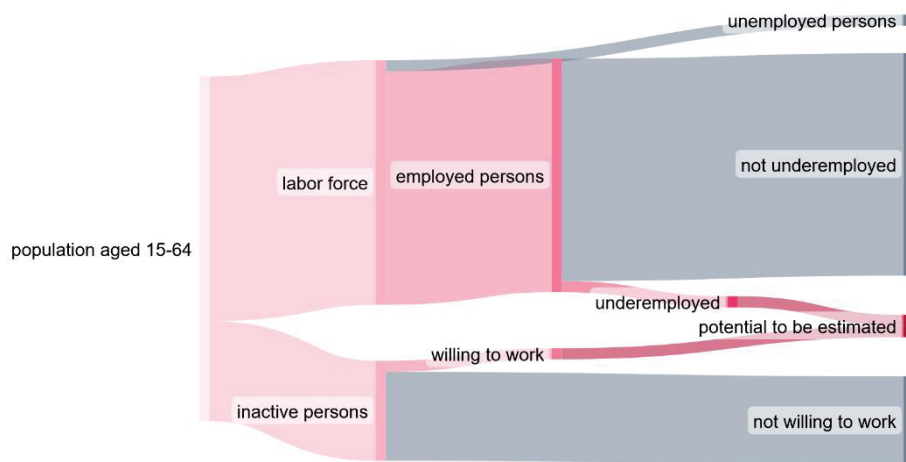 unemployed persons
labor force
employed persons
not underemployed
population aged 15-64
underemployed
potential to be estimated
willing to work
inactive persons
not willing to work